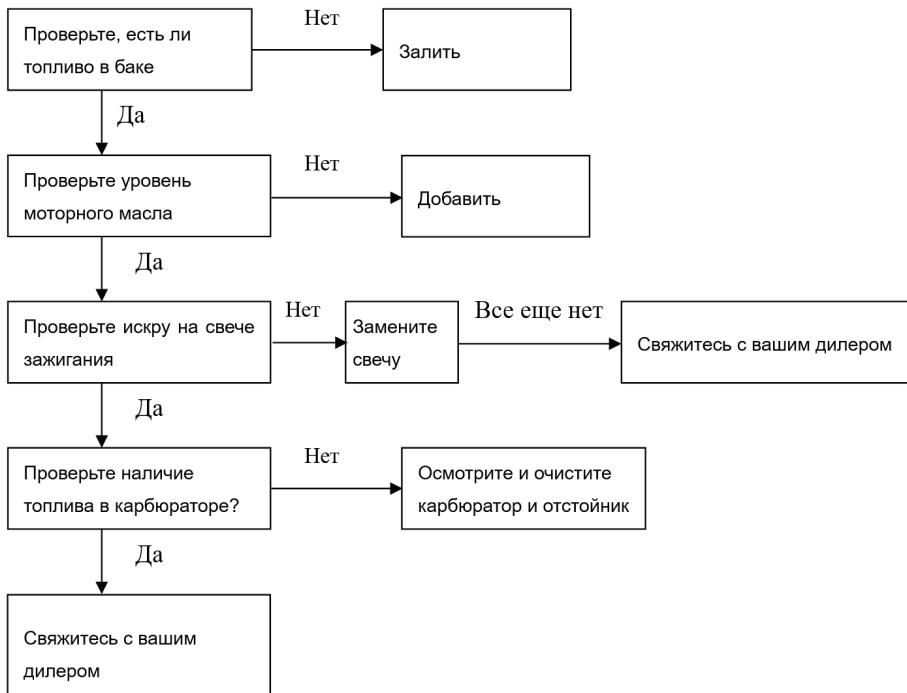 Проверьте, есть ли
топливо в баке
Нет
Залить
Да
Проверьте уровень
моторного масла
Нет
Добавить
Да
Проверьте искру на свече
зажигания
Нет
Замените
свечу
Все еще нет
Свяжитесь с вашим дилером
Да
Проверьте наличие
топлива в карбюраторе?
Нет
Осмотрите и очистите
карбюратор и отстойник
Да
Свяжитесь с вашим
дилером